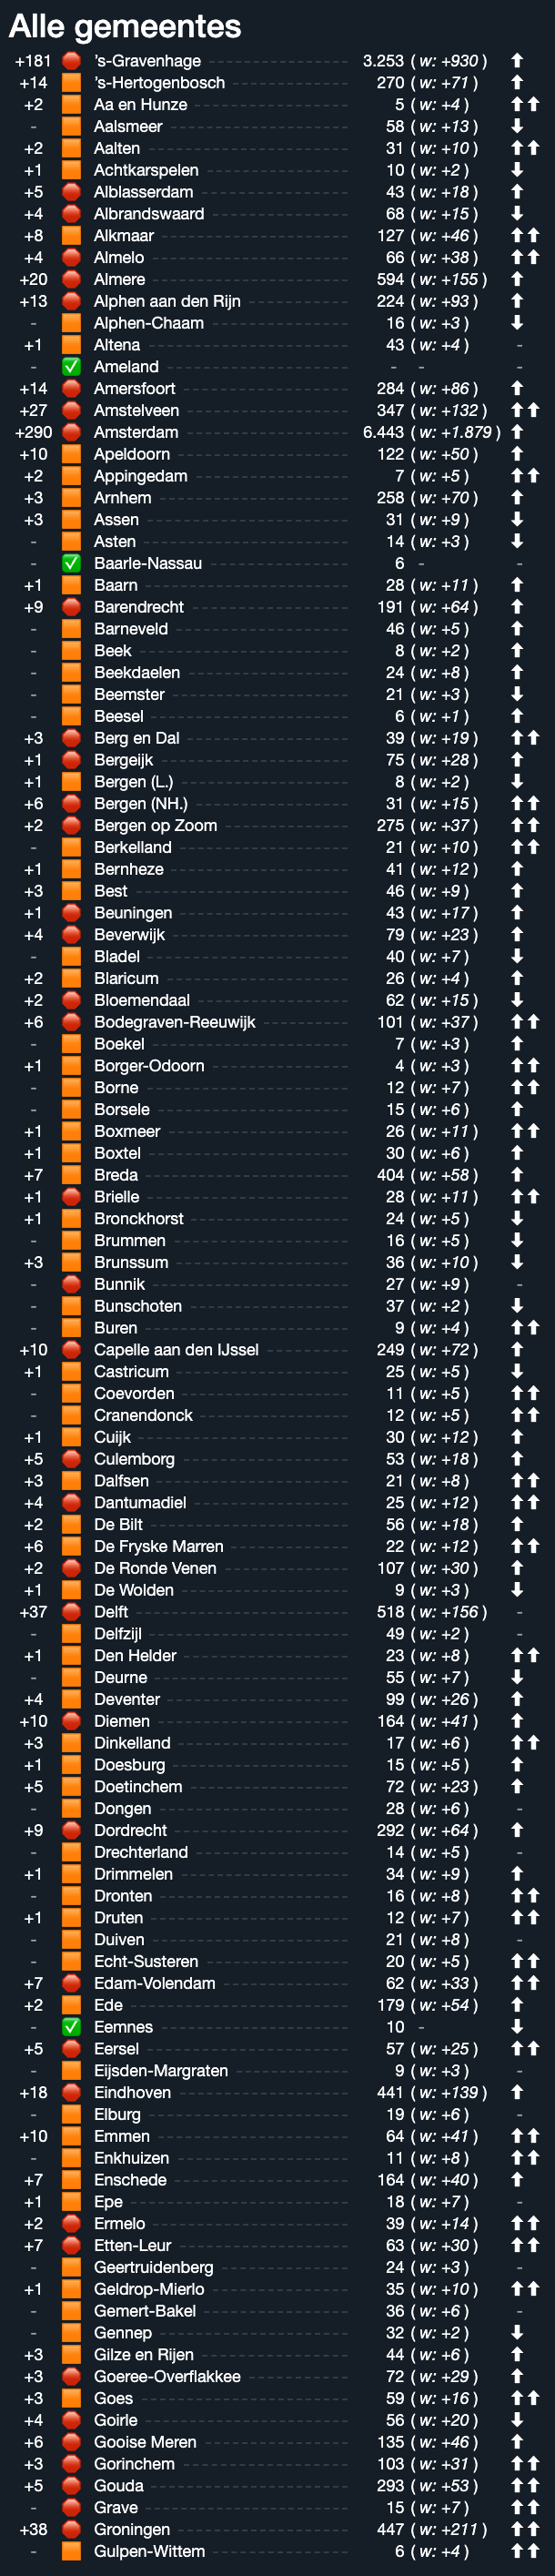 Alle gemeentes
+181 's-Gravenhage 3.253 ( w: +930 )
+14 's-Hertogenbosch 270 ( w: +71 )
+2 Aa en Hunze 5 ( w: +4 )
- Aalsmeer 58 ( w: +13 )
+2 Aalten 31 ( w: +10 )
+1 Achtkarspelen 10 ( w: +2 )
+5 Alblasserdam 43 ( w: +18 )
+4 Albrandswaard 68 ( w: +15 )
+8 Alkmaar 127 ( w: +46 )
+4 Almelo 66 ( w: +38 )
+20 Almere 594 ( w: +155 )
+13 Alphen aan den Rijn 224 ( w: +93 )
- Alphen-Chaam 16 ( w: +3 )
+1 Altena 43 ( w: +4 ) -
- Ameland - - -
+14 Amersfoort 284 ( w: +86 )
+27 Amstelveen 347 ( w: +132 )
+290 Amsterdam 6.443 ( w: +1.879 )
+10 Apeldoorn 122 ( w: +50 )
+2 Appingedam 7 ( w: +5 )
+3 Arnhem 258 ( w: +70 )
+3 Assen 31 ( w: +9 )
- Asten 14 ( w: +3 )
- Baarle-Nassau 6 - -
+1 Baarn 28 ( w: +11 )
+9 Barendrecht 191 ( w: +64 )
- Barneveld 46 ( w: +5 )
- Beek 8 ( w: +2 )
- Beekdaelen 24 ( w: +8 )
- Beemster 21 ( w: +3 )
- Beesel 6 ( w: +1 )
+3 Berg en Dal 39 ( w: +19 )
+1 Bergeijk 75 ( w: +28 )
+1 Bergen (L.) 8 ( w: +2 )
+6 Bergen (NH.) 31 ( w: +15 )
+2 Bergen op Zoom 275 ( w: +37 )
- Berkelland 21 ( w: +10 )
+1 Bernheze 41 ( w: +12 )
+3 Best 46 ( w: +9 )
+1 Beuningen 43 ( w: +17 )
+4 Beverwijk 79 ( w: +23 )
- Bladel 40 ( w: +7 )
+2 Blaricum 26 ( w: +4 )
+2 Bloemendaal 62 ( w: +15 )
+6 Bodegraven-Reeuwijk 101 ( w: +37 )
- Boekel 7 ( w: +3 )
+1 Borger-Odoorn 4 ( w: +3 )
- Borne 12 ( w: +7 )
- Borsele 15 ( w: +6 )
+1 Boxmeer 26 ( w: +11 )
+1 Boxtel 30 ( w: +6 )
+7 Breda 404 ( w: +58 )
+1 Brielle 28 ( w: +11 )
+1 Bronckhorst 24 ( w: +5 )
- Brummen 16 ( w: +5 )
+3 Brunssum 36 ( w: +10 )
- Bunnik 27 ( w: +9 ) -
- Bunschoten 37 ( w: +2 )
- Buren 9 ( w: +4 )
+10 Capelle aan den IJssel 249 ( w: +72 )
+1 Castricum 25 ( w: +5 )
- Coevorden 11 ( w: +5 )
- Cranendonck 12 ( w: +5 )
+1 Cuijk 30 ( w: +12 )
+5 Culemborg 53 ( w: +18 )
+3 Dalfsen 21 ( w: +8 )
+4 Dantumadiel 25 ( w: +12 )
+2 De Bilt 56 ( w: +18 )
+6 De Fryske Marren 22 ( w: +12 )
+2 De Ronde Venen 107 ( w: +30 )
+1 De Wolden 9 ( w: +3 )
+37 Delft 518 ( w: +156 ) -
- Delfzijl 49 ( w: +2 ) -
+1 Den Helder 23 ( w: +8 )
- Deurne 55 ( w: +7 )
+4 Deventer 99 ( w: +26 )
+10 Diemen 164 ( w: +41 )
+3 Dinkelland 17 ( w: +6 )
+1 Doesburg 15 ( w: +5 )
+5 Doetinchem 72 ( w: +23 )
- Dongen 28 ( w: +6 ) -
+9 Dordrecht 292 ( w: +64 )
- Drechterland 14 ( w: +5 ) -
+1 Drimmelen 34 ( w: +9 )
- Dronten 16 ( w: +8 )
+1 Druten 12 ( w: +7 )
- Duiven 21 ( w: +8 ) -
- Echt-Susteren 20 ( w: +5 )
+7 Edam-Volendam 62 ( w: +33 )
+2 Ede 179 ( w: +54 )
- Eemnes 10 -
+5 Eersel 57 ( w: +25 )
- Eijsden-Margraten 9 ( w: +3 ) -
+18 Eindhoven 441 ( w: +139 )
- Elburg 19 ( w: +6 ) -
+10 Emmen 64 ( w: +41 )
- Enkhuizen 11 ( w: +8 )
+7 Enschede 164 ( w: +40 )
+1 Epe 18 ( w: +7 ) -
+2 Ermelo 39 ( w: +14 )
+7 Etten-Leur 63 ( w: +30 )
- Geertruidenberg 24 ( w: +3 ) -
+1 Geldrop-Mierlo 35 ( w: +10 )
- Gemert-Bakel 36 ( w: +6 ) -
- Gennep 32 ( w: +2 )
+3 Gilze en Rijen 44 ( w: +6 )
+3 Goeree-Overflakkee 72 ( w: +29 )
+3 Goes 59 ( w: +16 )
+4 Goirle 56 ( w: +20 )
+6 Gooise Meren 135 ( w: +46 )
+3 Gorinchem 103 ( w: +31 )
+5 Gouda 293 ( w: +53 )
- Grave 15 ( w: +7 )
+38 Groningen 447 ( w: +211 )
- Gulpen-Wittem 6 ( w: +4 )